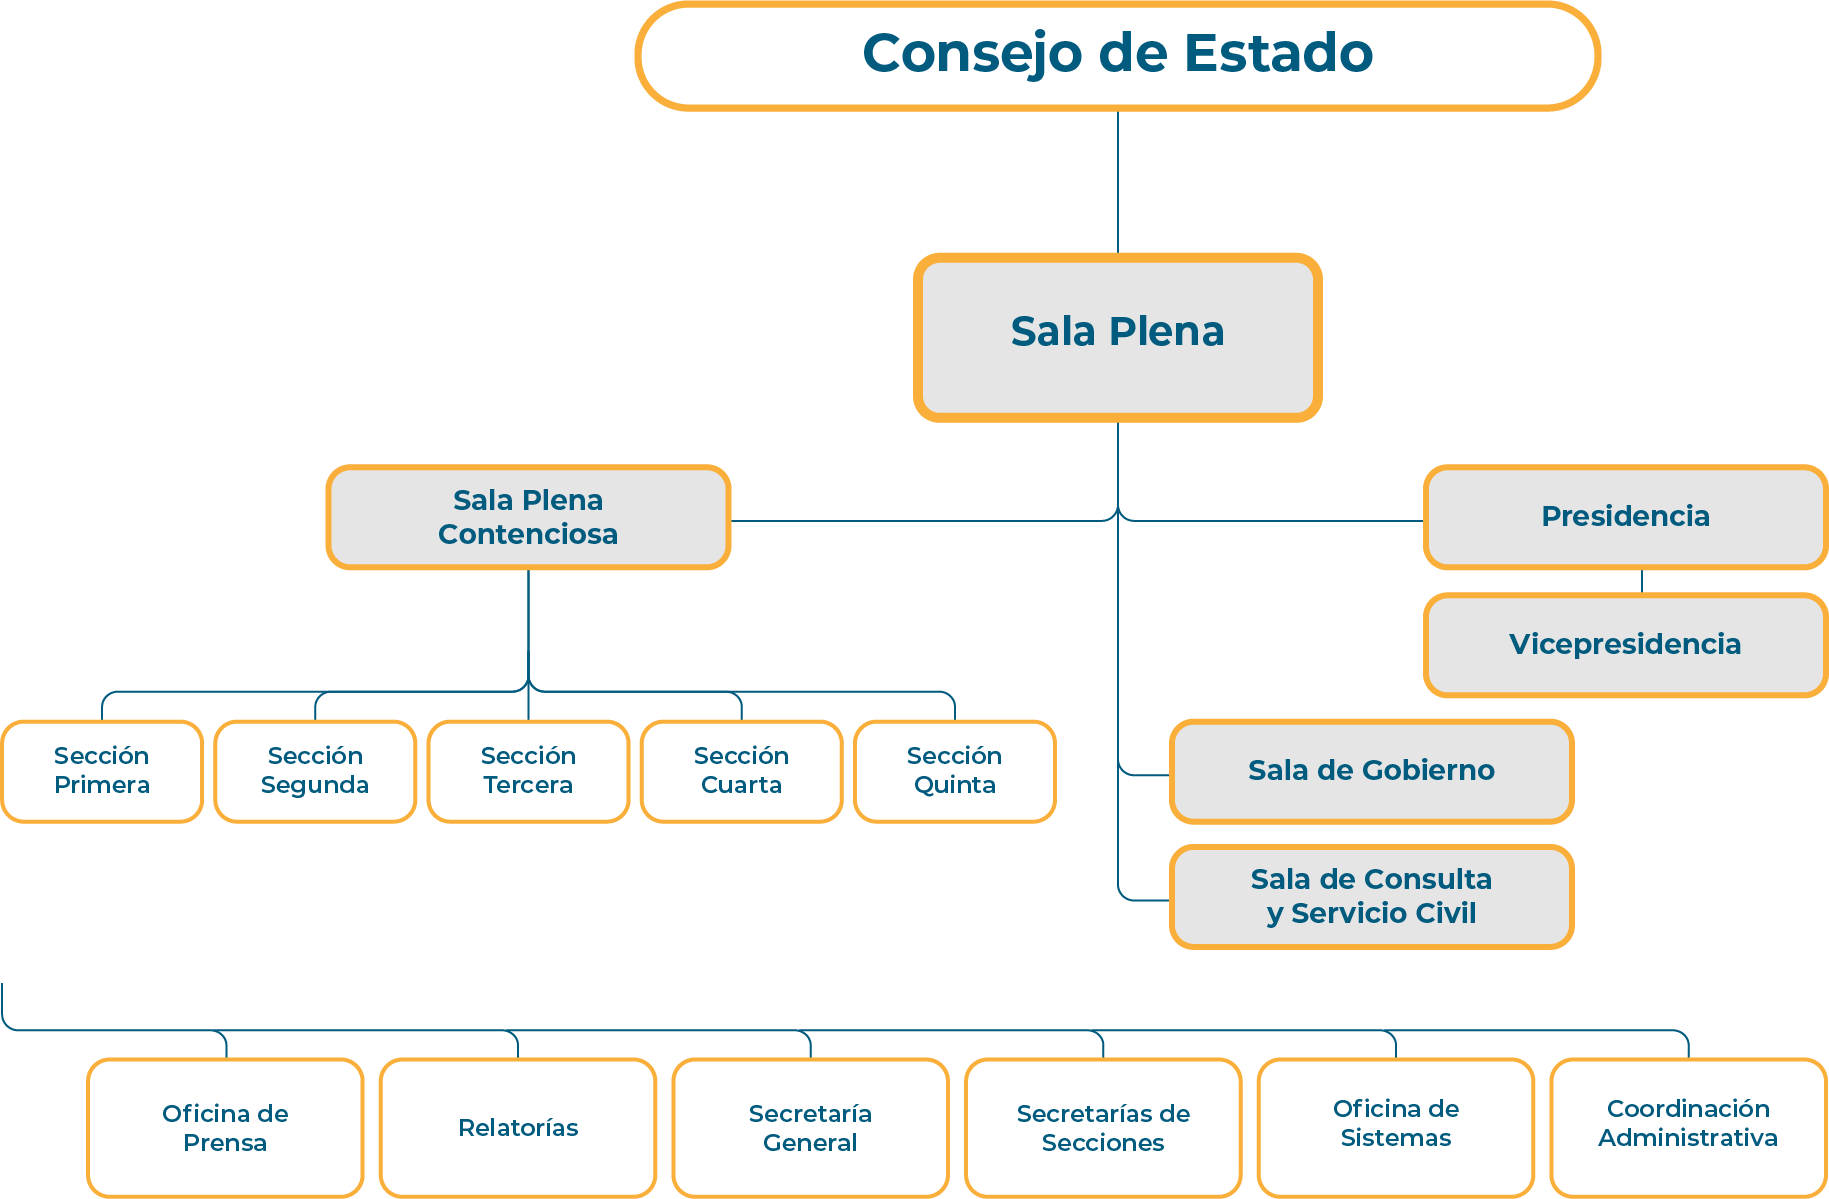 Consejo de Estado
Sala Plena
Sala Plena
Contenciosa
Presidencia
Vicepresidencia
Sección
Primera
Sección
Segunda
Sección
Tercera
Sección
Cuarta
Sección
Quinta
Sala de Gobierno
Sala de Consulta
y Servicio Civil
Oficina de
Prensa
Relatorías
Secretaría
General
Secretarías de
Secciones
Oficina de
Sistemas
Coordinación
Administrativa